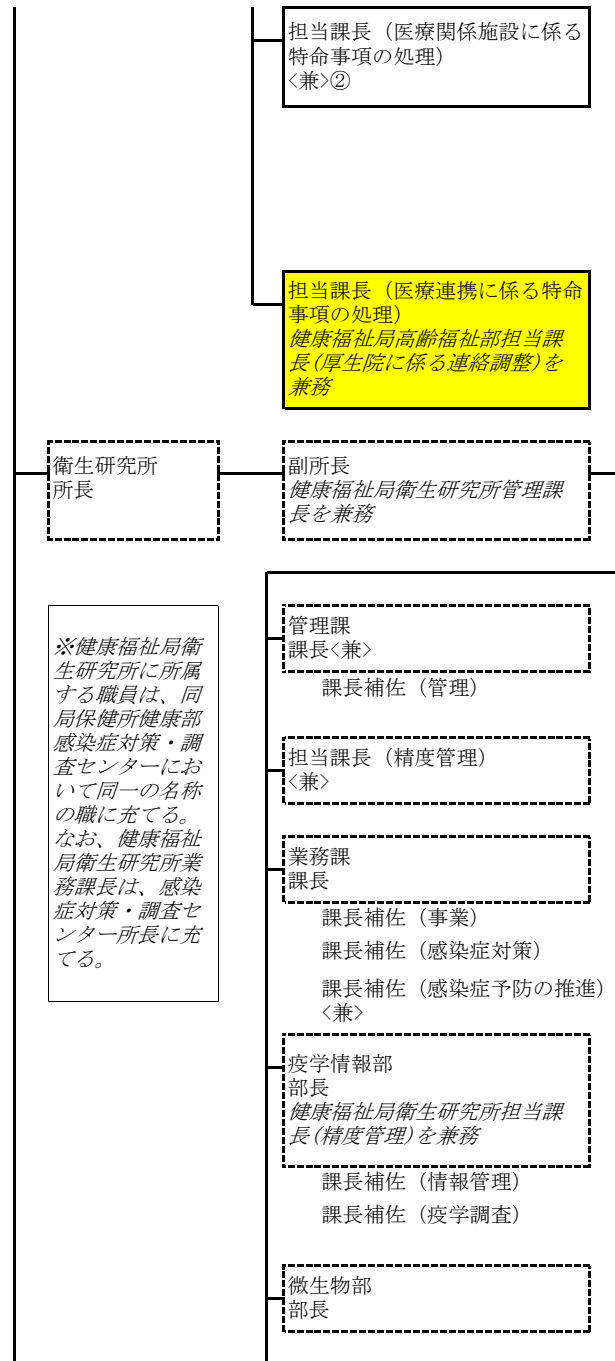 担当課長（医療関係施設に係る
特命事項の処理）
<兼>②
担当課長（医療連携に係る特命
事項の処理）
健康福祉局高齢福祉部担当課
長(厚生院に係る連絡調整)を
兼務
衛生研究所
所長
副所長
健康福祉局衛生研究所管理課
長を兼務
※健康福祉局衛
生研究所に所属
する職員は、同
局保健所健康部
感染症対策・調
査センターにお
いて同一の名称
の職に充てる。
なお、健康福祉
局衛生研究所業
務課長は、感染
症対策・調査セ
ンター所長に充
てる。
管理課
課長<兼>
課長補佐（管理）
担当課長（精度管理）
<兼>
業務課
課長
課長補佐（事業）
課長補佐（感染症対策）
課長補佐（感染症予防の推進）
<兼>
疫学情報部
部長
健康福祉局衛生研究所担当課
長(精度管理)を兼務
課長補佐（情報管理）
課長補佐（疫学調査）
微生物部
部長